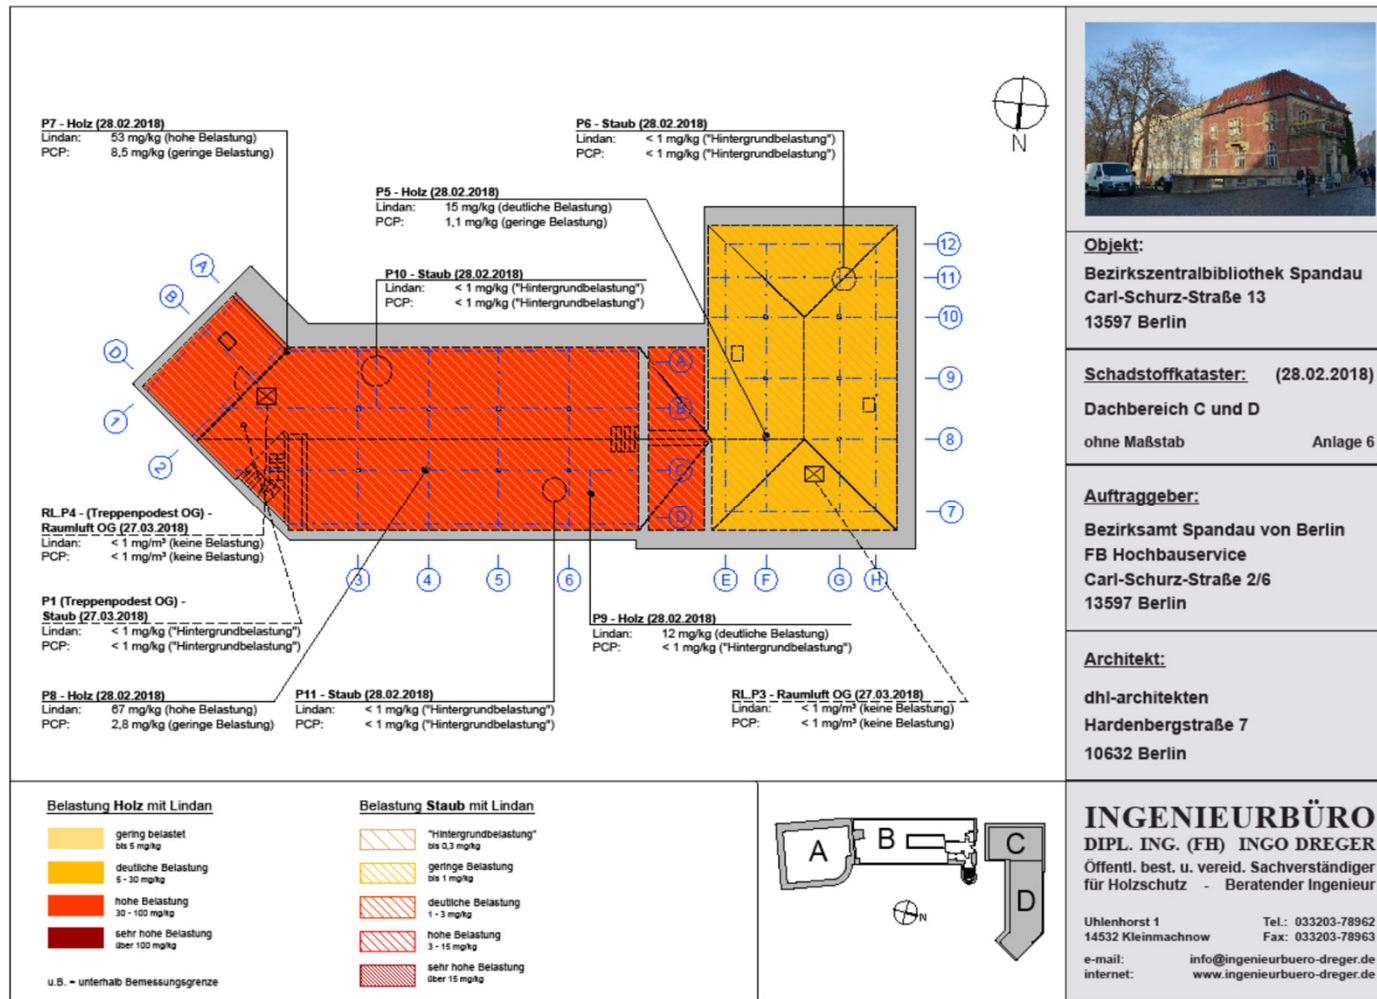 P7 - Holz (28.02.2018)
Lindan: 53 mg/kg (hohe Belastung)
PCP: 8,5 mg/kg (geringe Belastung)
P6 - Staub (28.02.2018)
Lindan: < 1 mg/kg ("Hintergrundbelastung")
PCP: < 1 mg/kg ("Hintergrundbelastung")
P5 - Holz (28.02.2018)
Lindan: 15 mg/kg (deutliche Belastung)
PCP: 1,1 mg/kg (geringe Belastung)
P10 - Staub (28.02.2018)
Lindan: < 1 mg/kg ("Hintergrundbelastung")
PCP: < 1 mg/kg ("Hintergrundbelastung")
N
A
B
D
1
2
12
11
10
9
8
7
A
B
C
D
3
4
5
6
E
F
G
H
RL.P4 - (Treppenpodest OG) -
Raumluft OG (27.03.2018)
Lindan: < 1 mg/m³ (keine Belastung)
PCP: < 1 mg/m³ (keine Belastung)
P1 (Treppenpodest OG) -
Staub (27.03.2018)
Lindan: < 1 mg/kg ("Hintergrundbelastung")
PCP: < 1 mg/kg ("Hintergrundbelastung")
P9 - Holz (28.02.2018)
Lindan: 12 mg/kg (deutliche Belastung)
PCP: < 1 mg/kg ("Hintergrundbelastung")
P8 - Holz (28.02.2018)
Lindan: 67 mg/kg (hohe Belastung)
PCP: 2,8 mg/kg (geringe Belastung)
P11 - Staub (28.02.2018)
Lindan: < 1 mg/kg ("Hintergrundbelastung")
PCP: < 1 mg/kg ("Hintergrundbelastung")
RL.P3 - Raumluft OG (27.03.2018)
Lindan: < 1 mg/m³ (keine Belastung)
PCP: < 1 mg/m³ (keine Belastung)
Belastung Holz mit Lindan
gering belastet
bis 5 mg/kg
deutliche Belastung
5 - 30 mg/kg
hohe Belastung
30 - 100 mg/kg
sehr hohe Belastung
über 100 mg/kg
u.B. = unterhalb Bemessungsgrenze
Belastung Staub mit Lindan
"Hintergrundbelastung"
bis 0,3 mg/kg
geringe Belastung
bis 1 mg/kg
deutliche Belastung
1 - 3 mg/kg
hohe Belastung
3 - 15 mg/kg
sehr hohe Belastung
über 15 mg/kg
A
B
C
D
N
Objekt:
Bezirkszentralbibliothek Spandau
Carl-Schurz-Straße 13
13597 Berlin
Schadstoffkataster: (28.02.2018)
Dachbereich C und D
ohne Maßstab Anlage 6
Auftraggeber:
Bezirksamt Spandau von Berlin
FB Hochbauservice
Carl-Schurz-Straße 2/6
13597 Berlin
Architekt:
dhl-architekten
Hardenbergstraße 7
10632 Berlin
INGENIEURBÜRO
DIPL. ING. (FH) INGO DREGER
Öffentl. best. u. vereid. Sachverständiger
für Holzschutz - Beratender Ingenieur
Uhlenhorst 1 Tel.: 033203-78962
14532 Kleinmachnow Fax: 033203-78963
e-mail: info@ingenieurbuero-dreger.de
internet: www.ingenieurbuero-dreger.de